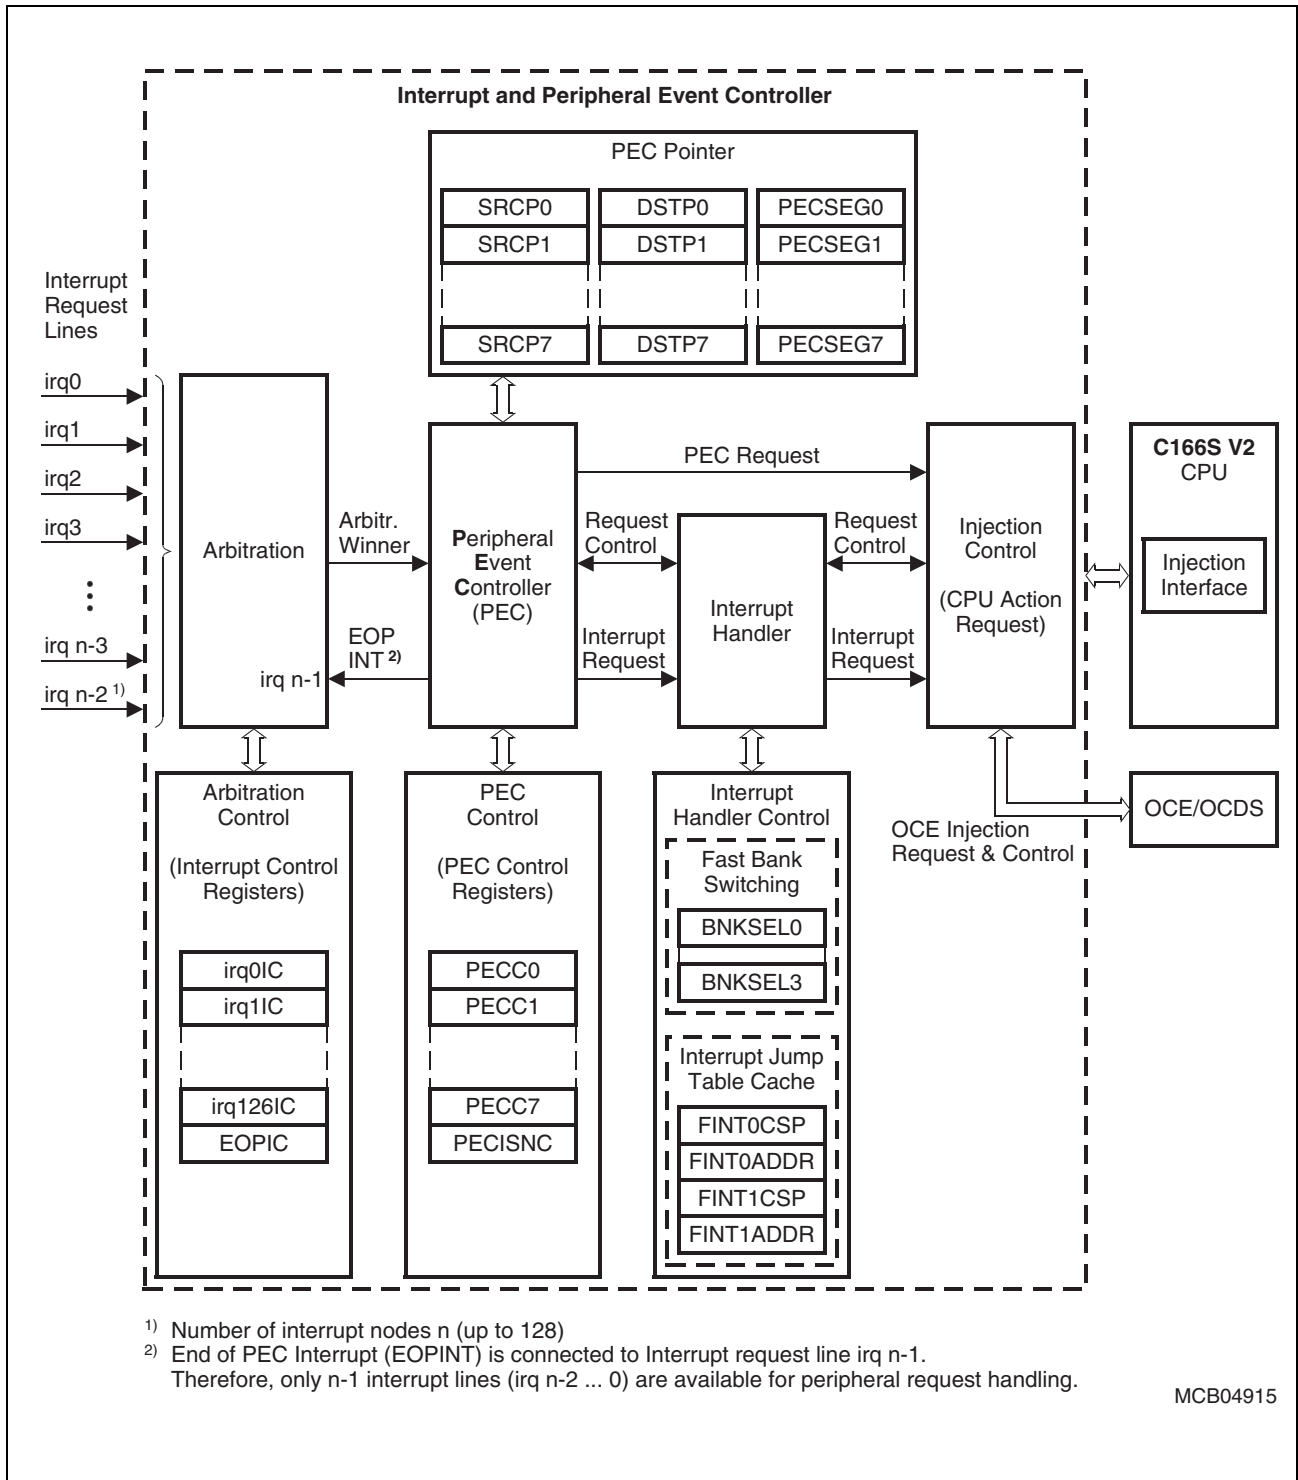 Interrupt and Peripheral Event Controller
PEC Pointer
SRCP0
DSTP0
PECSEG0
SRCP1
DSTP1
PECSEG1
SRCP7
DSTP7
PECSEG7
Interrupt
Request
Lines
irq0
irq1
irq2
irq3
irq n-3
irq n-2 1)
Arbitration
irq n-1
Arbitr.
Winner
EOP
INT 2)
Peripheral
Event
Controller
(PEC)
PEC Request
Request
Control
Interrupt
Request
Interrupt
Handler
Request
Control
Interrupt
Request
Injection
Control
(CPU Action
Request)
C166S V2
CPU
Injection
Interface
OCE/OCDS
OCE Injection
Request & Control
Arbitration
Control
(Interrupt Control
Registers)
irq0IC
irq1IC
irq126IC
EOPIC
PEC
Control
(PEC Control
Registers)
PECC0
PECC1
PECC7
PECISNC
Interrupt
Handler Control
Fast Bank
Switching
BNKSEL0
BNKSEL3
Interrupt Jump
Table Cache
FINT0CSP
FINT0ADDR
FINT1CSP
FINT1ADDR
1) Number of interrupt nodes n (up to 128)
2) End of PEC Interrupt (EOPINT) is connected to Interrupt request line irq n-1.
Therefore, only n-1 interrupt lines (irq n-2 ... 0) are available for peripheral request handling.
MCB04915